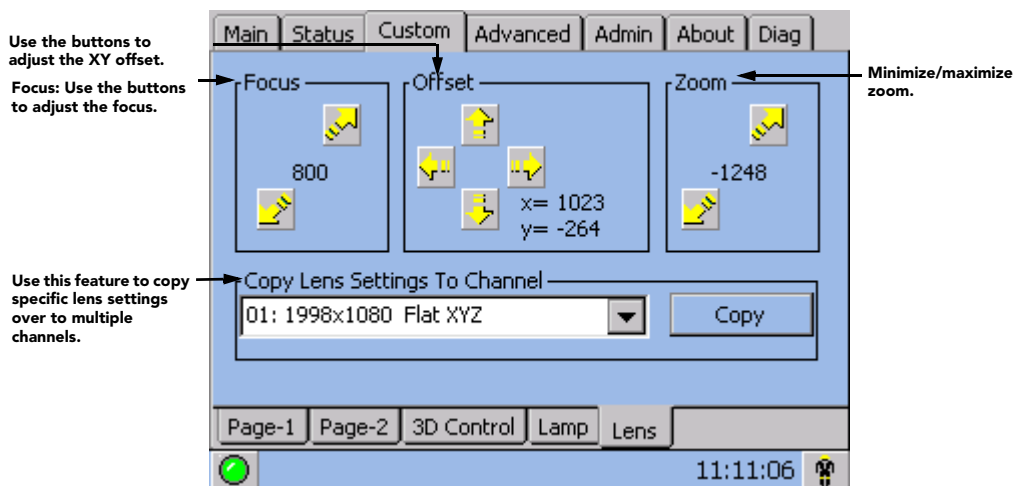 Main Status Custom Advanced Admin About Diag
Use the buttons to
adjust the XY offset.
Focus: Use the buttons
to adjust the focus.
Focus
800
Offset
x= 1023
y= -264
Zoom
-1248
Minimize/maximize
zoom.
Use this feature to copy
specific lens settings
over to multiple
channels.
Copy Lens Settings To Channel
01: 1998x1080 Flat XYZ
Copy
Page-1 Page-2 3D Control Lamp Lens
11:11:06